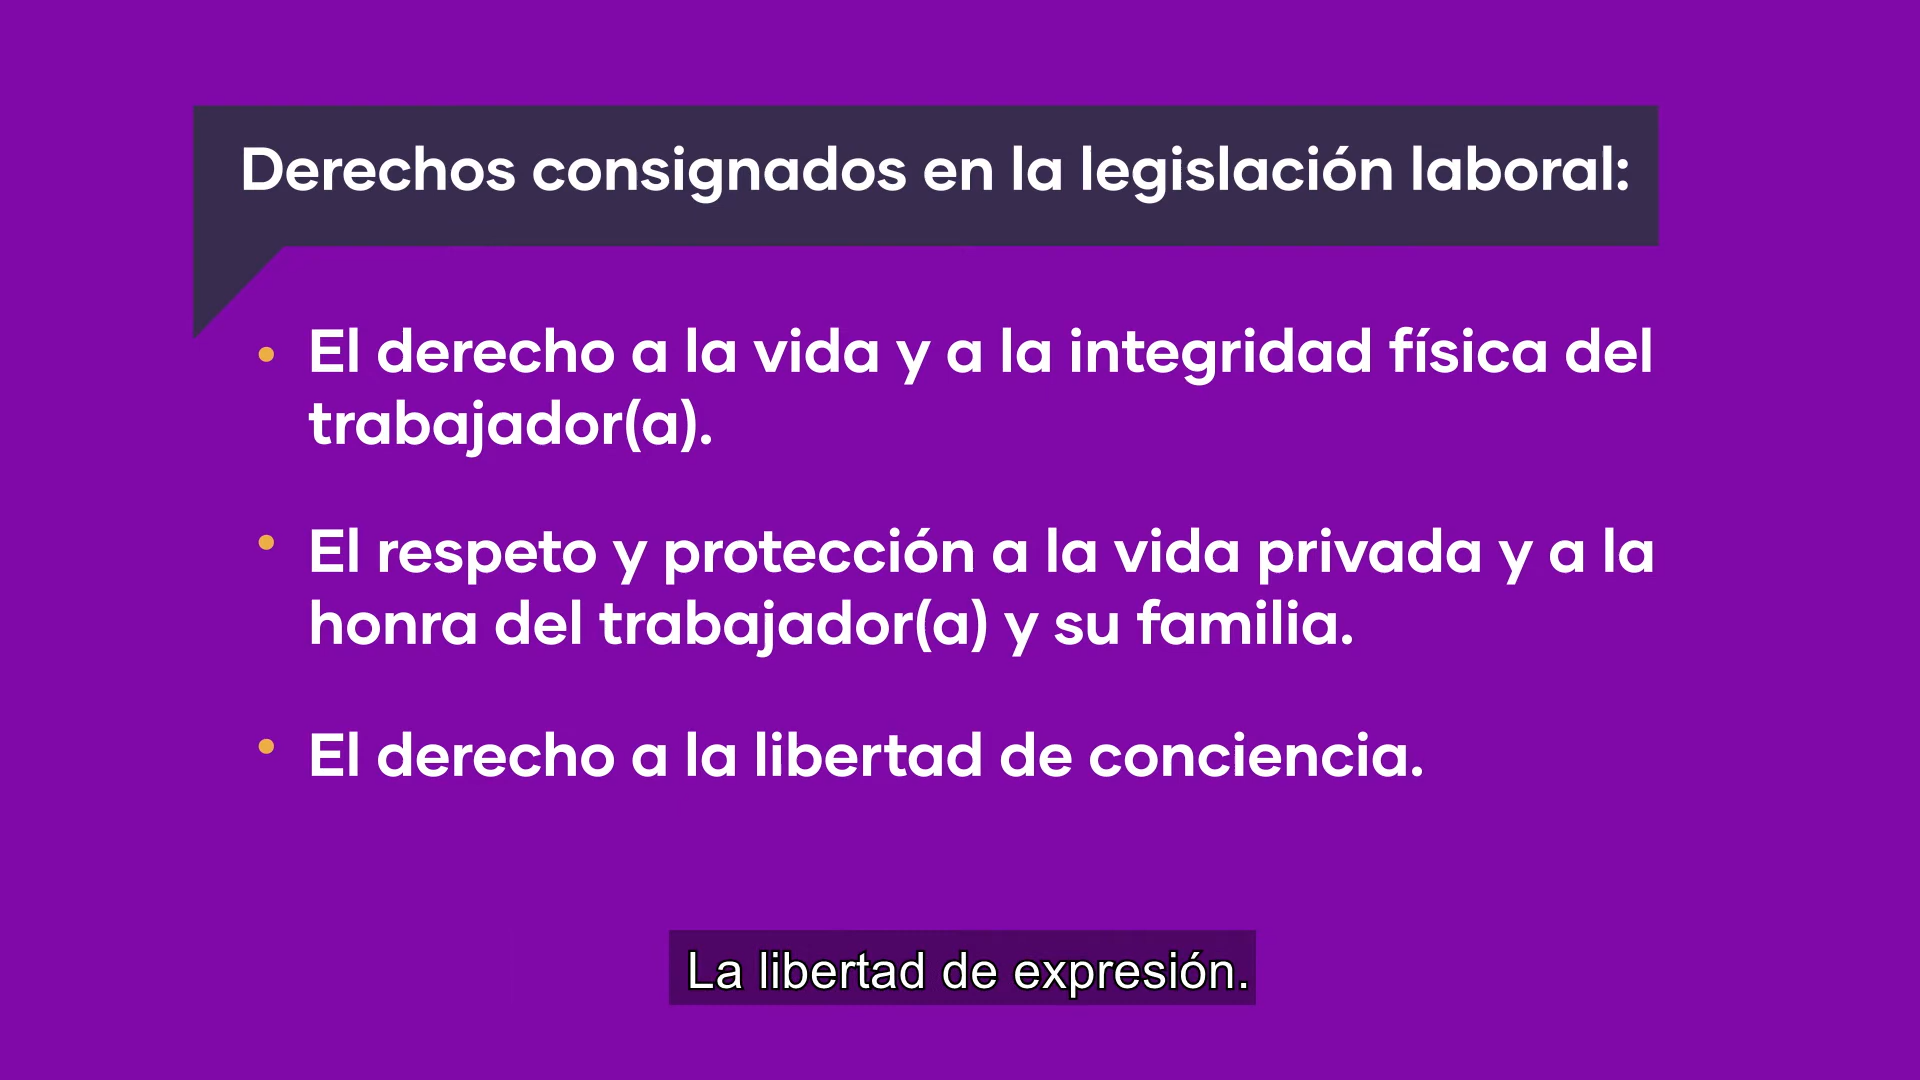 Derechos consignados en la legislación laboral:
• El derecho a la vida y a la integridad física del
trabajador(a).
• El respeto y protección a la vida privada y a la
honra del trabajador(a) y su familia.
• El derecho a la libertad de conciencia.
La libertad de expresión.